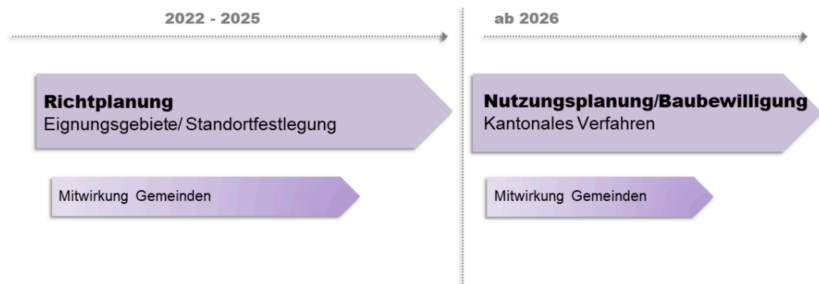 2022 - 2025
ab 2026
Richtplanung
Eignungsgebiete/ Standortfestlegung
Nutzungsplanung/Baubewilligung
Kantonales Verfahren
Mitwirkung Gemeinden
Mitwirkung Gemeinden